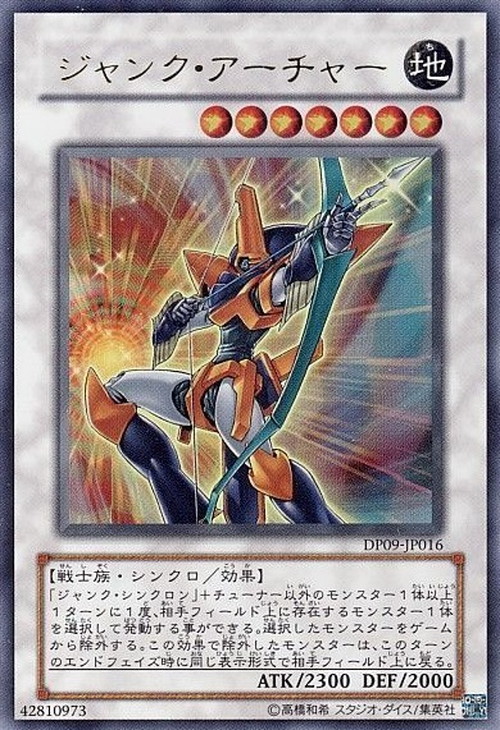 ジャンク・アーチャー
地
DP09-JP016
【戦士族・シンクロ/効果】
「ジャンク・シンクロン」+チューナー以外のモンスター1体以上
1ターンに1度、相手フィールド上に存在するモンスター1体
を選択して発動する事ができる。選択したモンスターをゲーム
から除外する。この効果で除外したモンスターは、このターン
のエンドフェイズ時に同じ表示形式で相手フィールド上に戻る。
ATK/2300 DEF/2000
42810973 ©高橋和希 スタジオ・ダイス/集英社